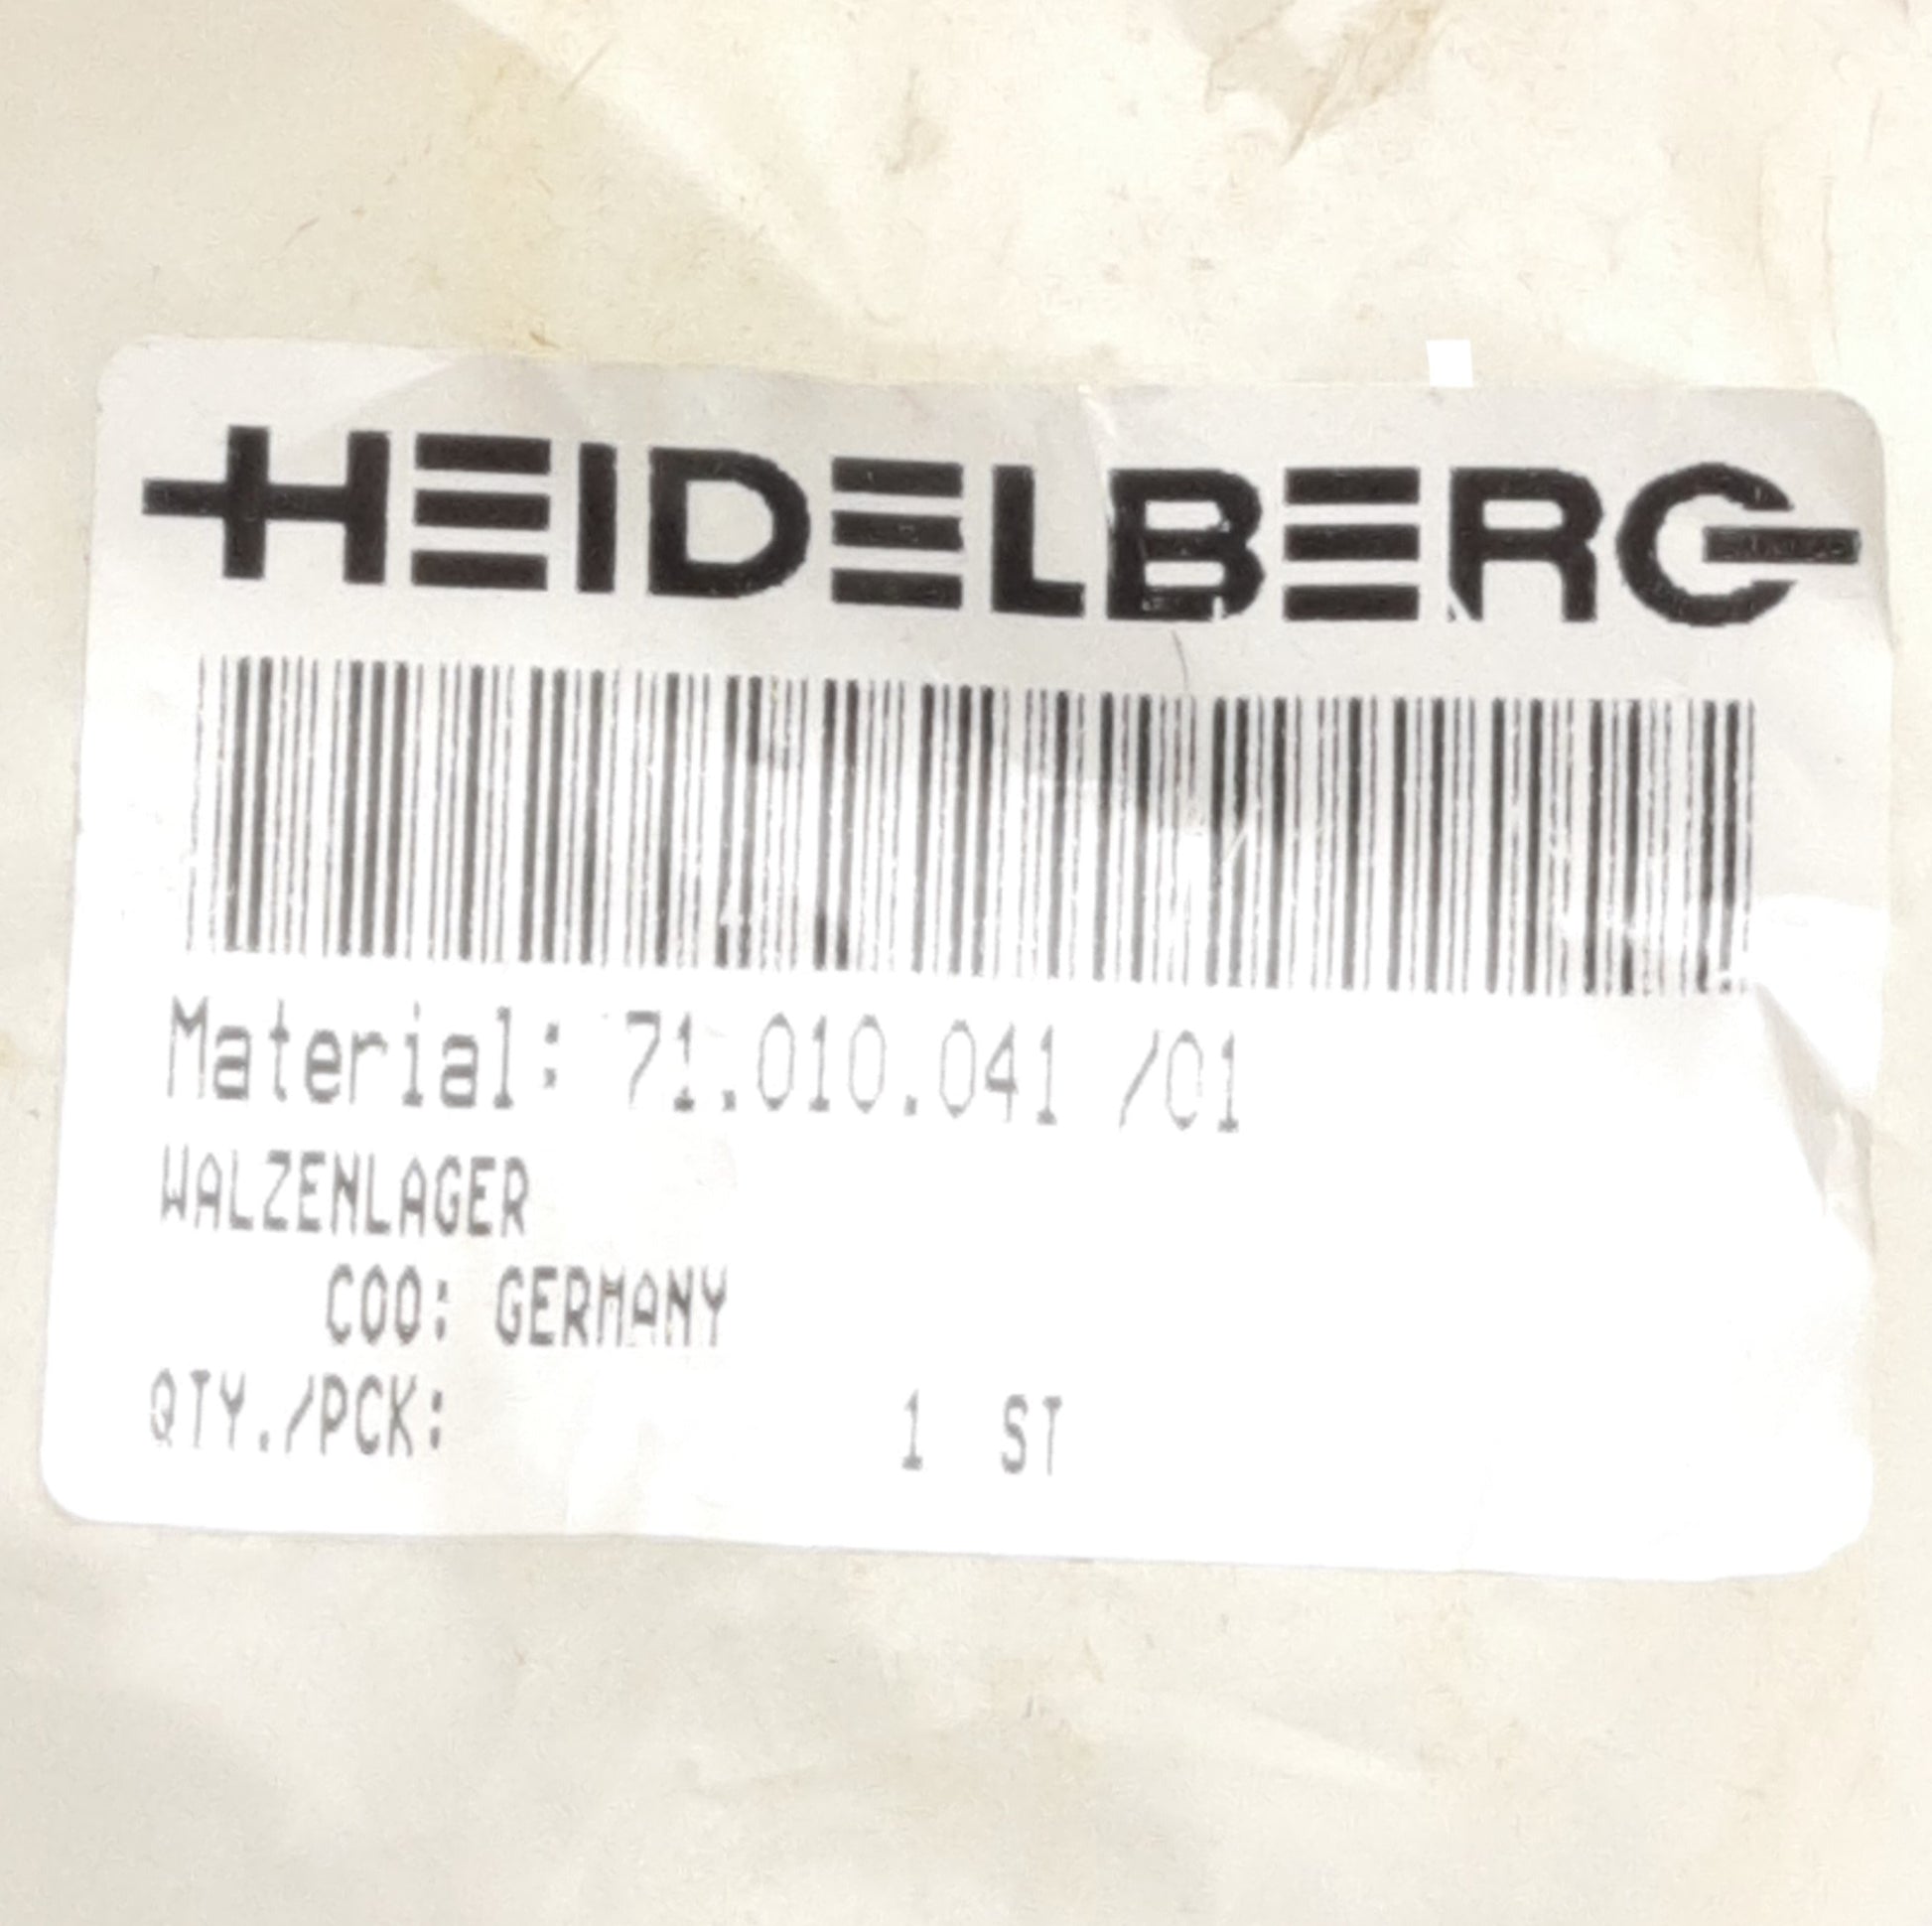 HEIDELBERG
Material: 71.010.041 /01
WALZENLAGER
COO: GERMANY
QTY./PCK: 1 ST